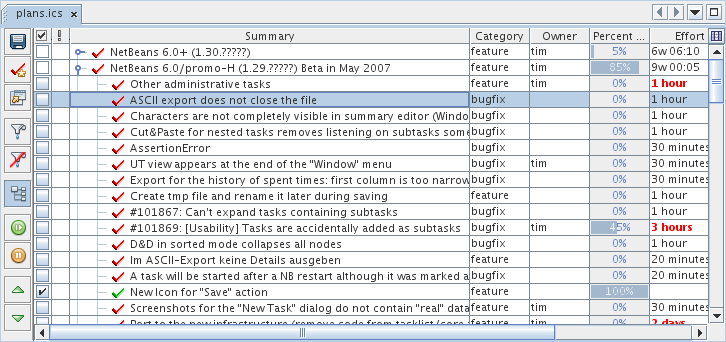 plans.ics
! Summary Category Owner Percent ... Effort
NetBeans 6.0+ (1.30.?????) feature tim 5% 6w 06:10
NetBeans 6.0/promo-H (1.29.?????) Beta in May 2007 feature tim 85% 9w 00:05
Other administrative tasks feature tim 0% 1 hour
ASCII export does not close the file bugfix 0% 1 hour
Characters are not completely visible in summary editor (Windo bugfix 0% 1 hour
Cut&Paste for nested tasks removes listening on subtasks some bugfix 0% 1 hour
AssertionError bugfix 0% 30 minutes
UT view appears at the end of the "Window" menu bugfix tim 0% 30 minutes
Export for the history of spent times: first column is too narrow bugfix 0% 30 minutes
Create tmp file and rename it later during saving feature 0% 1 hour
#101867: Can't expand tasks containing subtasks bugfix 0% 1 hour
#101869: [Usability] Tasks are accidentally added as subtasks bugfix tim 45% 3 hours
D&D in sorted mode collapses all nodes bugfix 0% 1 hour
Im ASCII-Export keine Details ausgeben feature 0% 20 minutes
A task will be started after a NB restart although it was marked a bugfix 0% 20 minutes
New Icon for "Save" action feature 100%
Screenshots for the "New Task" dialog do not contain "real" data feature tim 0% 30 minutes
Port to the new infrastructure (remove code from tasklist/core feature tim 0% 2 days